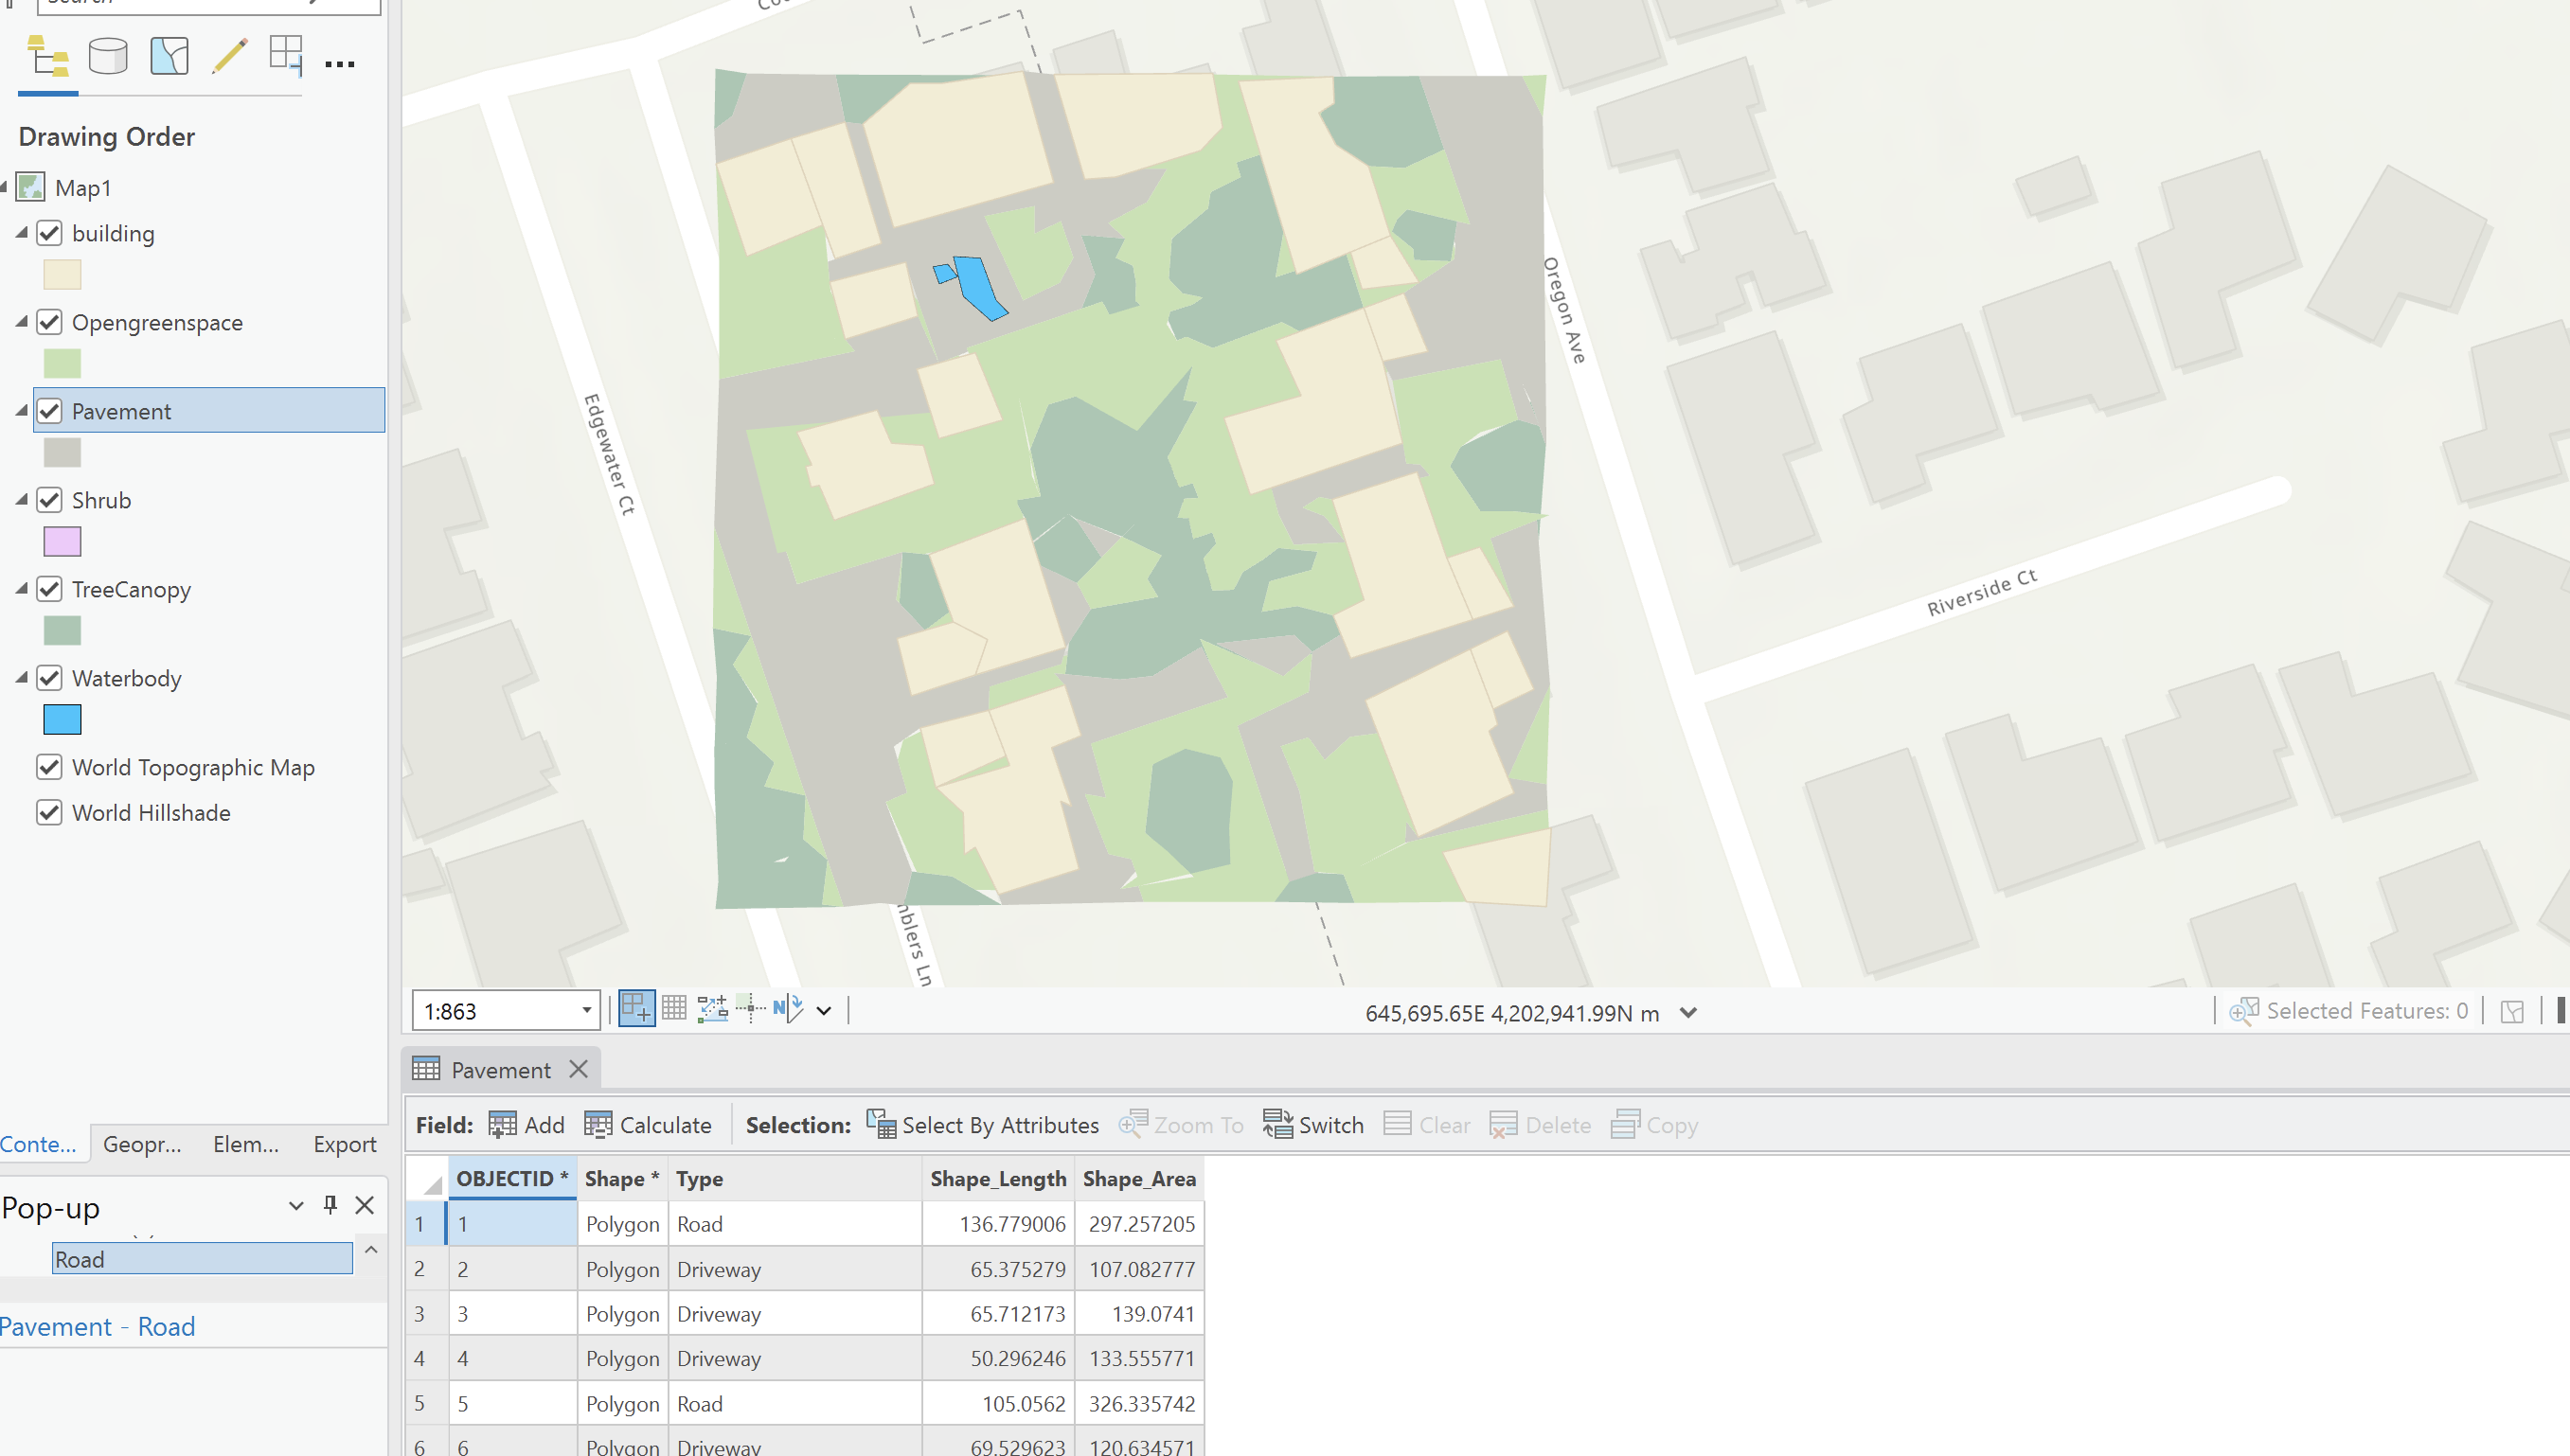 Drawing Order
Map1
building
Opengreenspace
Pavement
Shrub
TreeCanopy
Waterbody
World Topographic Map
World Hillshade
Edgewater Ct
Oregon Ave
Riverside Ct
nblers Ln
1:863
645,695.65E 4,202,941.99N m
Selected Features: 0
Pavement
Field: Add Calculate Selection: Select By Attributes Zoom To Switch Clear Delete Copy
Conte... Geopr... Elem... Export
Pop-up
Road
Pavement - Road
OBJECTID * Shape * Type Shape_Length Shape_Area
1 1 Polygon Road 136.779006 297.257205
2 2 Polygon Driveway 65.375279 107.082777
3 3 Polygon Driveway 65.712173 139.0741
4 4 Polygon Driveway 50.296246 133.555771
5 5 Polygon Road 105.0562 326.335742
6 6 Polygon Driveway 69.529623 120.634571